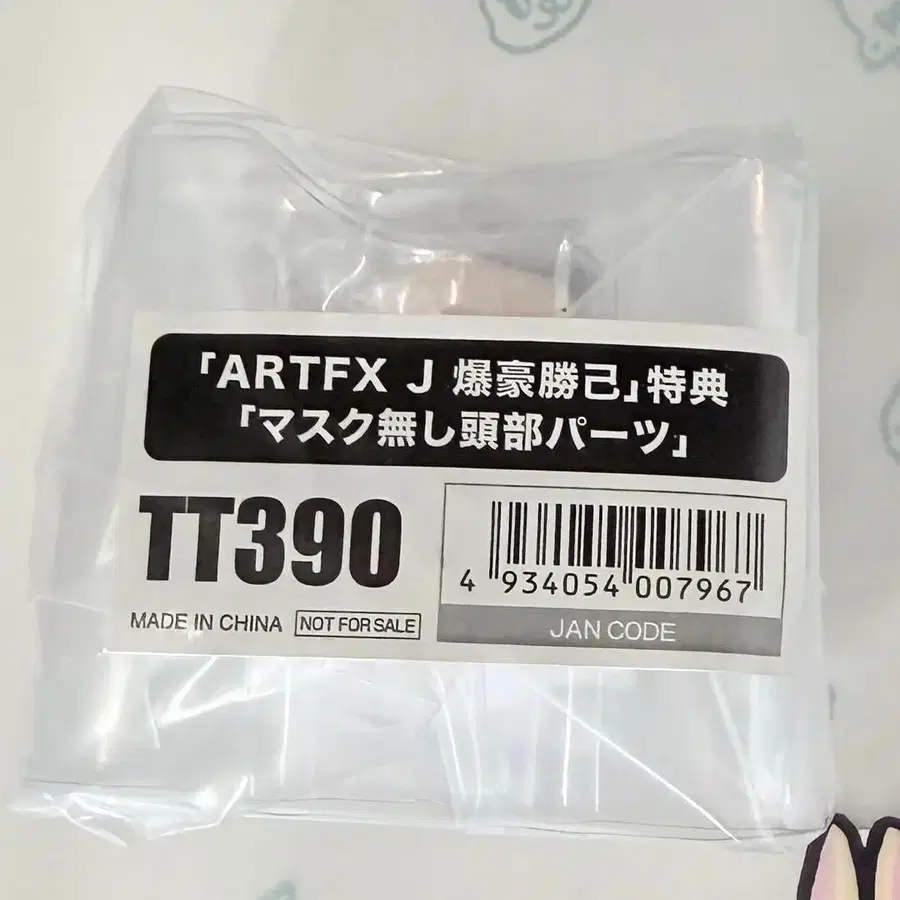 「ARTFX J 爆豪勝己」特典
「マスク無し頭部パーツ」
TT390
MADE IN CHINA NOT FOR SALE
4 934054 007967
JAN CODE